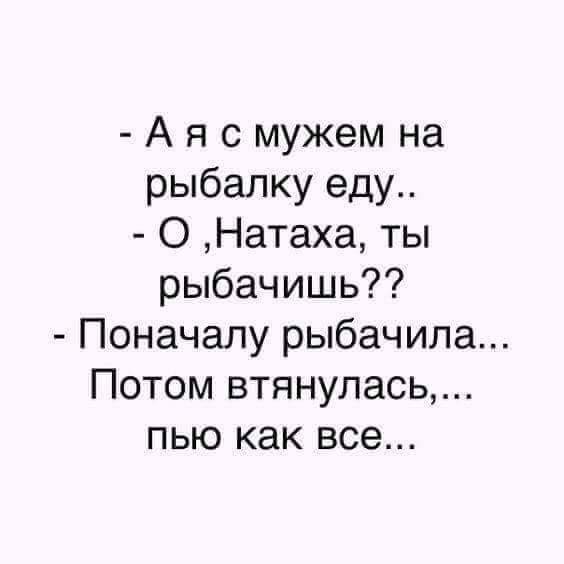 - А я с мужем на
рыбалку еду..
- О ,Натаха, ты
рыбачишь??
- Поначалу рыбачила...
Потом втянулась,...
пью как все...